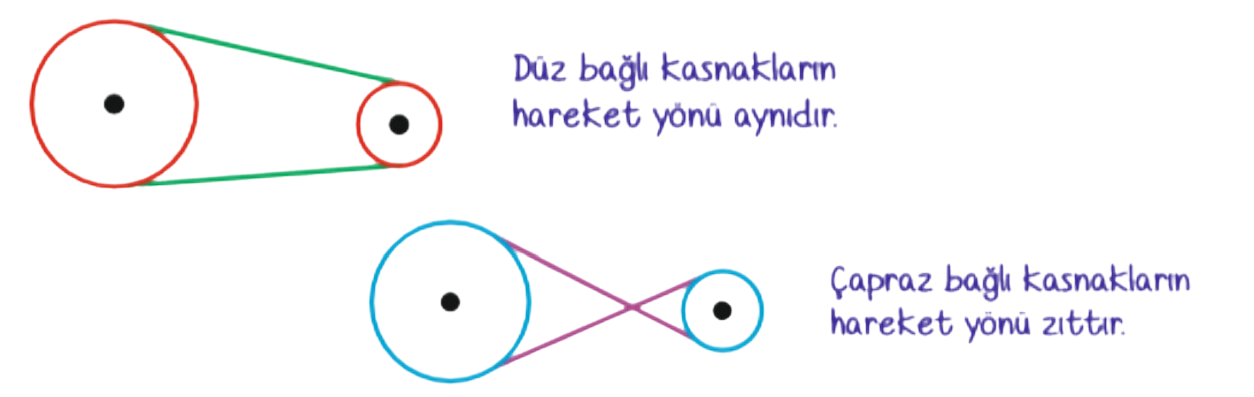 Düz bağlı kasnakların
hareket yönü aynıdır.
Çapraz bağlı kasnakların
hareket yönü zıttır.